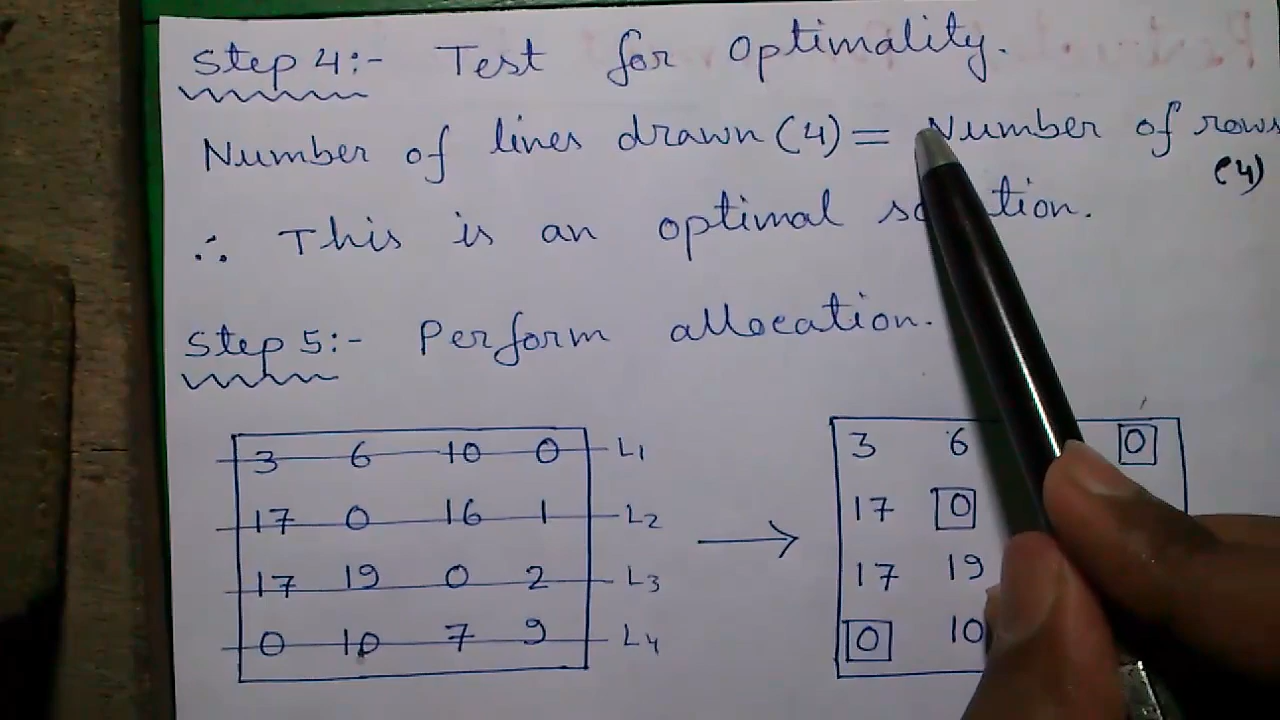 Step 4:- Test for Optimality.
Number of lines drawn (4) = Number of rows
(4)
∴ This is an optimal
Step 5:- Perform allocation.
3 6 10 0 L1
17 0 16 1 L2
17 19 0 2 L3
0 10 7 9 L4
→
3 6 0
17 0
17 19
0 10